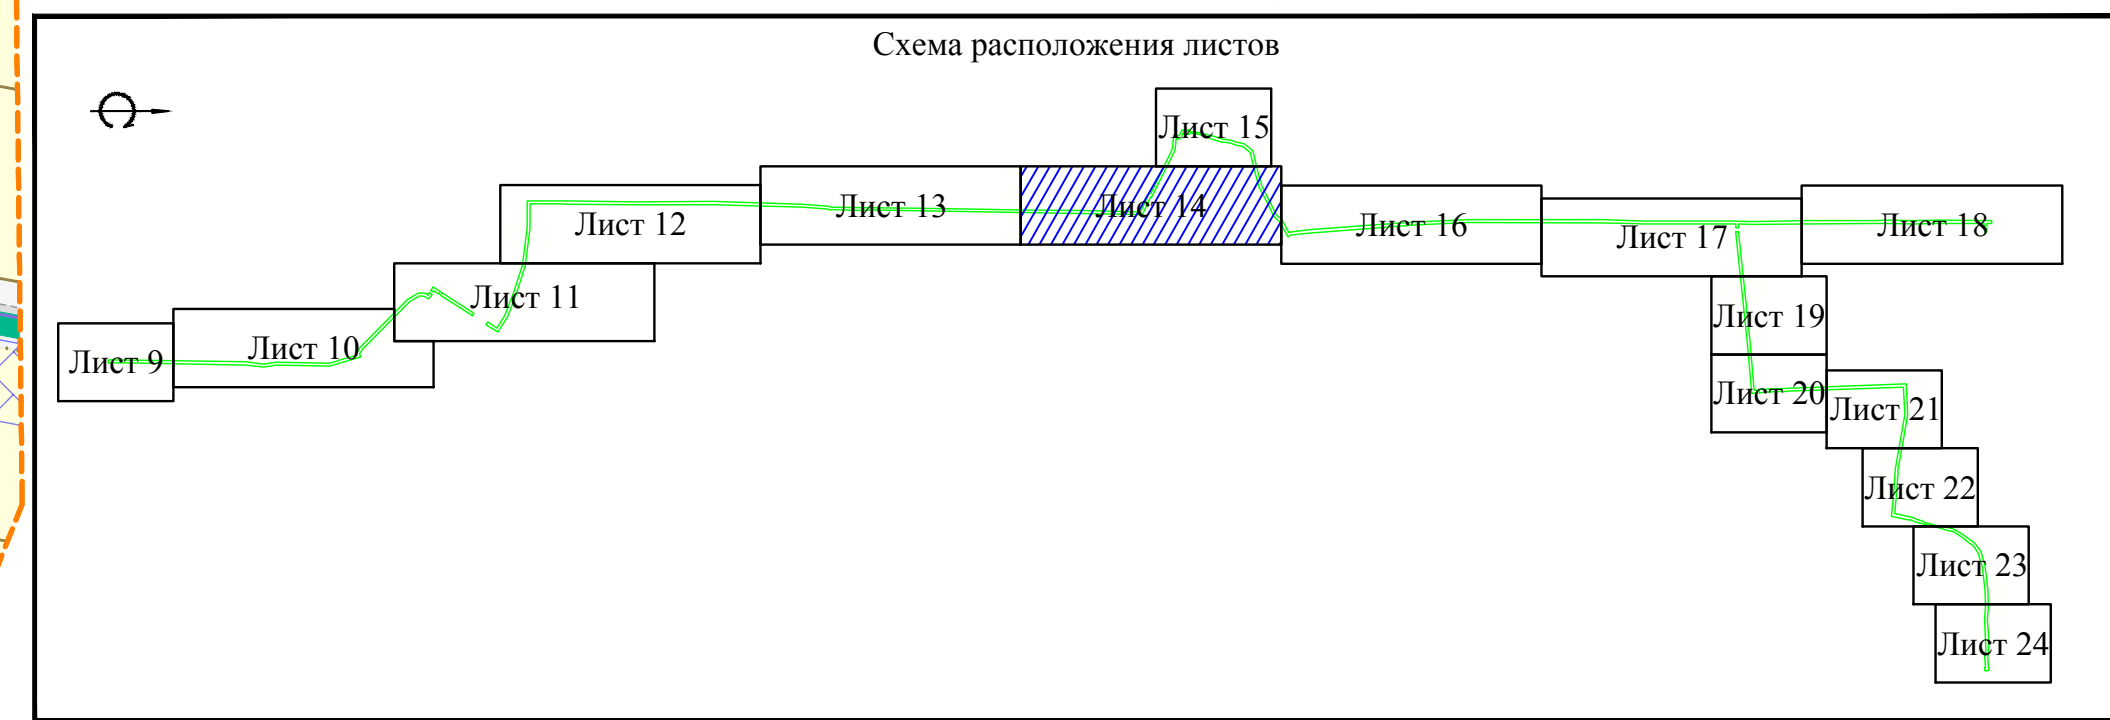 Схема расположения листов
Лист 15
Лист 13
Лист 14
Лист 12
Лист 16
Лист 17
Лист 18
Лист 11
Лист 19
Лист 10
Лист 9
Лист 20
Лист 21
Лист 22
Лист 23
Лист 24